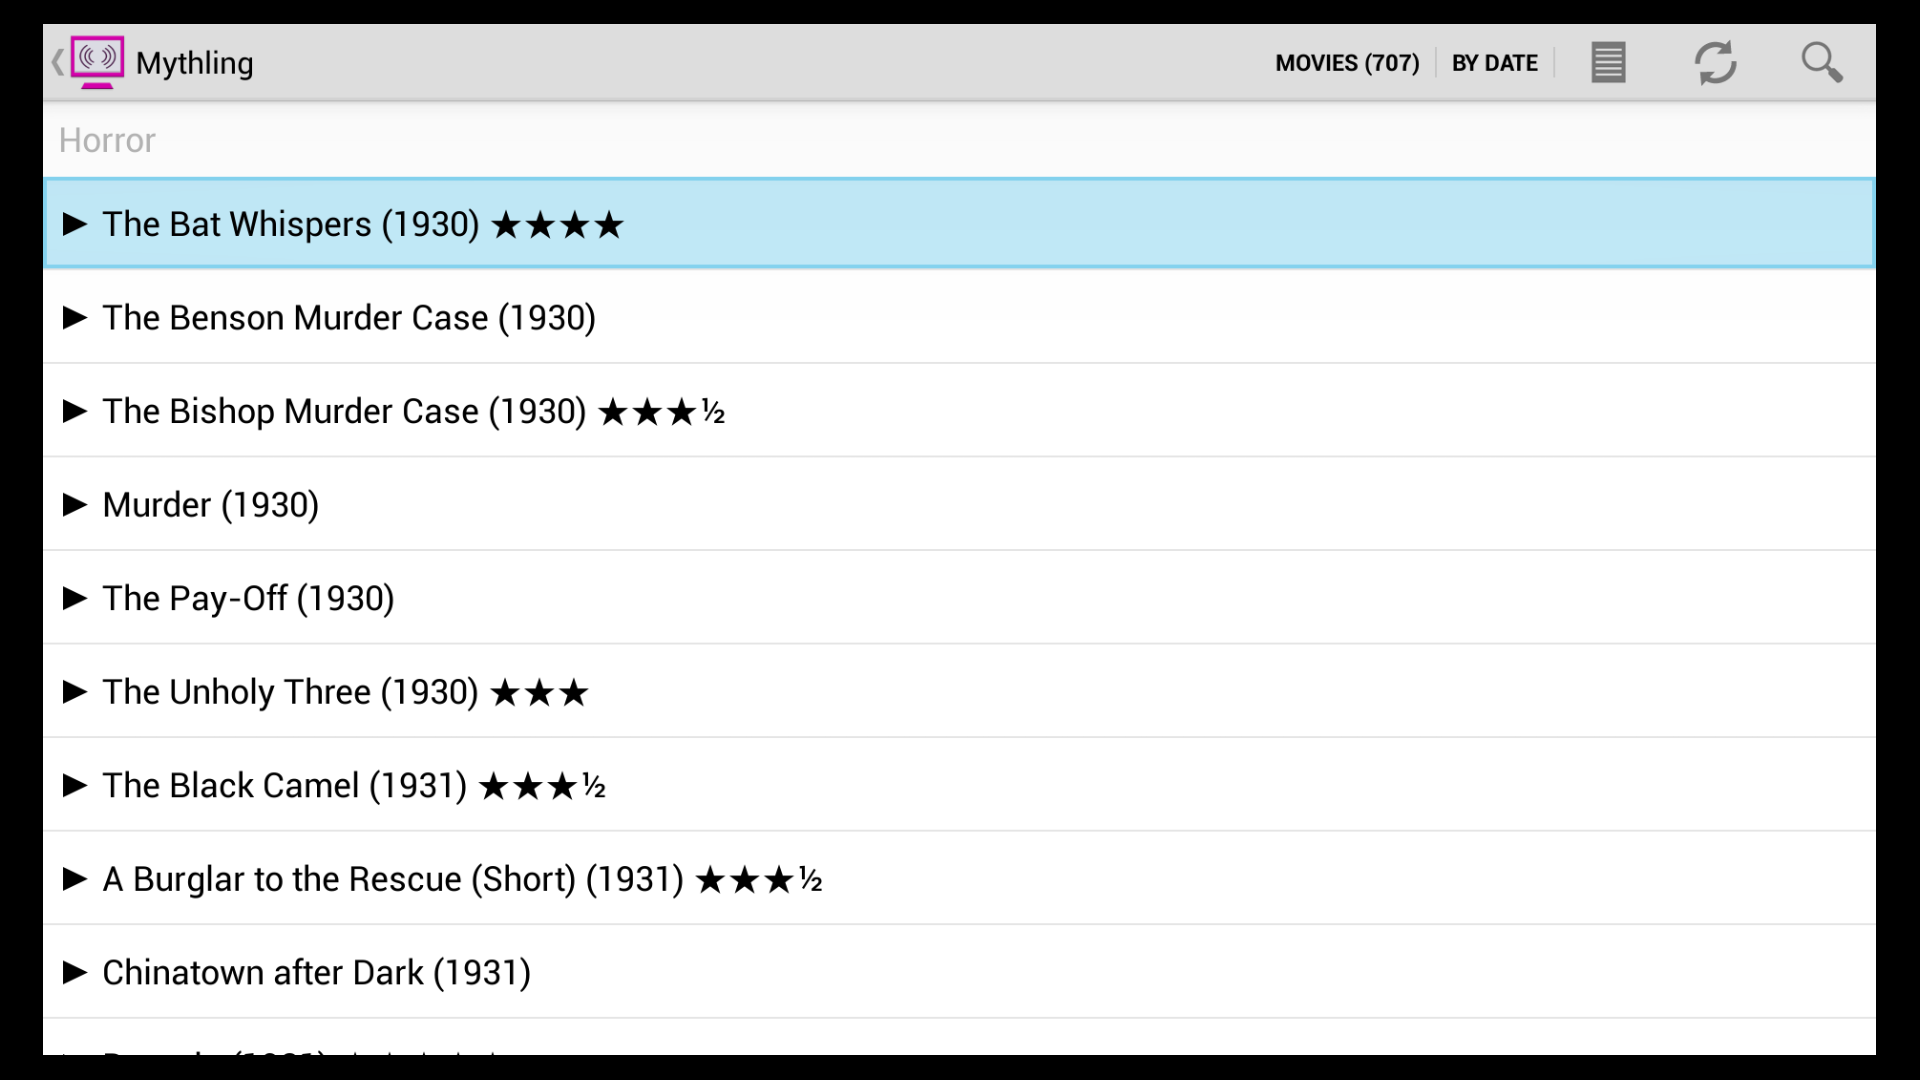 Mythling
MOVIES (707) BY DATE
Horror
▶ The Bat Whispers (1930) ★★★★
▶ The Benson Murder Case (1930)
▶ The Bishop Murder Case (1930) ★★★½
▶ Murder (1930)
▶ The Pay-Off (1930)
▶ The Unholy Three (1930) ★★★
▶ The Black Camel (1931) ★★★½
▶ A Burglar to the Rescue (Short) (1931) ★★★½
▶ Chinatown after Dark (1931)